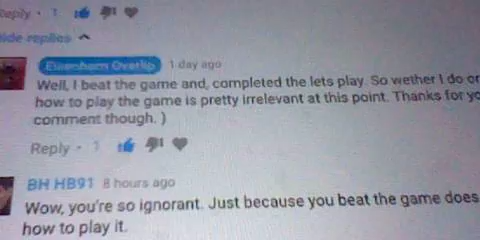 Reply · 1
ide replies
1 day ago
Well, I beat the game and, completed the lets play. So wether I do or
how to play the game is pretty irrelevant at this point. Thanks for yo
comment though. )
Reply · 1
BH HB91 8 hours ago
Wow, you're so ignorant. Just because you beat the game does
how to play it.